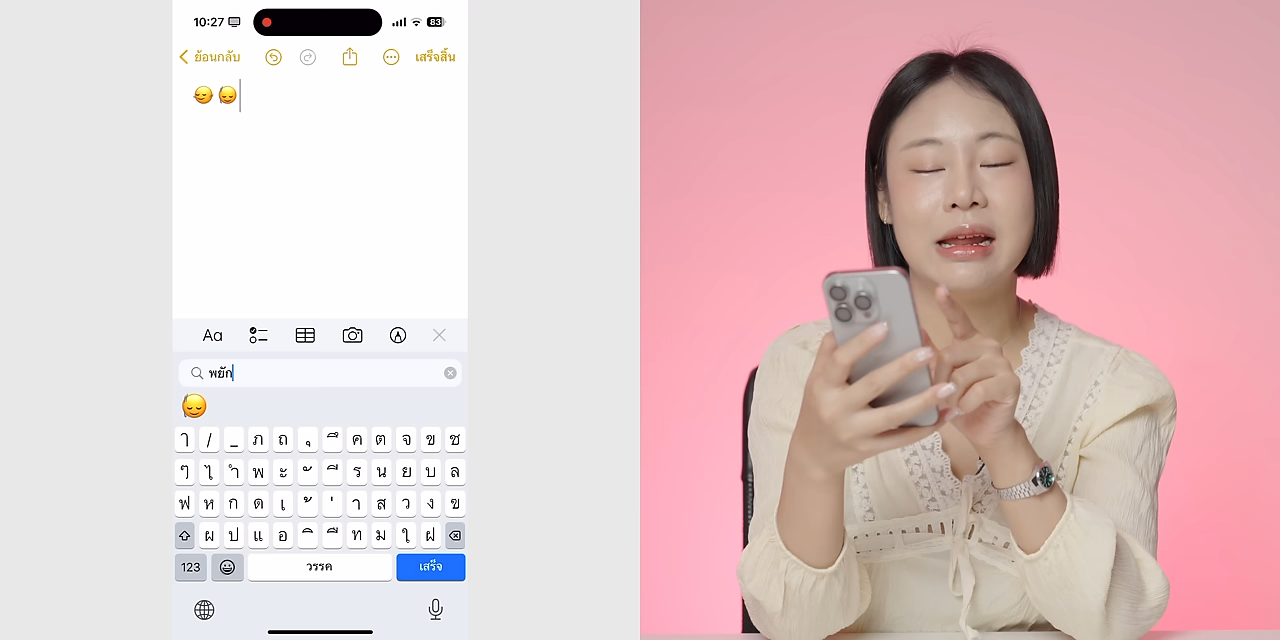 10:27
83
ย้อนกลับ
เสร็จสิ้น
Aa
พยัก
ๅ / _ ภ ถ ุ ึ ค ต จ ข ช
ๆ ไ ำ พ ะ ั ี ร น ย บ ล
ฟ ห ก ด เ ้ ่ า ส ว ง ฃ
ผ ป แ อ ิ ื ท ม ใ ฝ
123 วรรค เสร็จ